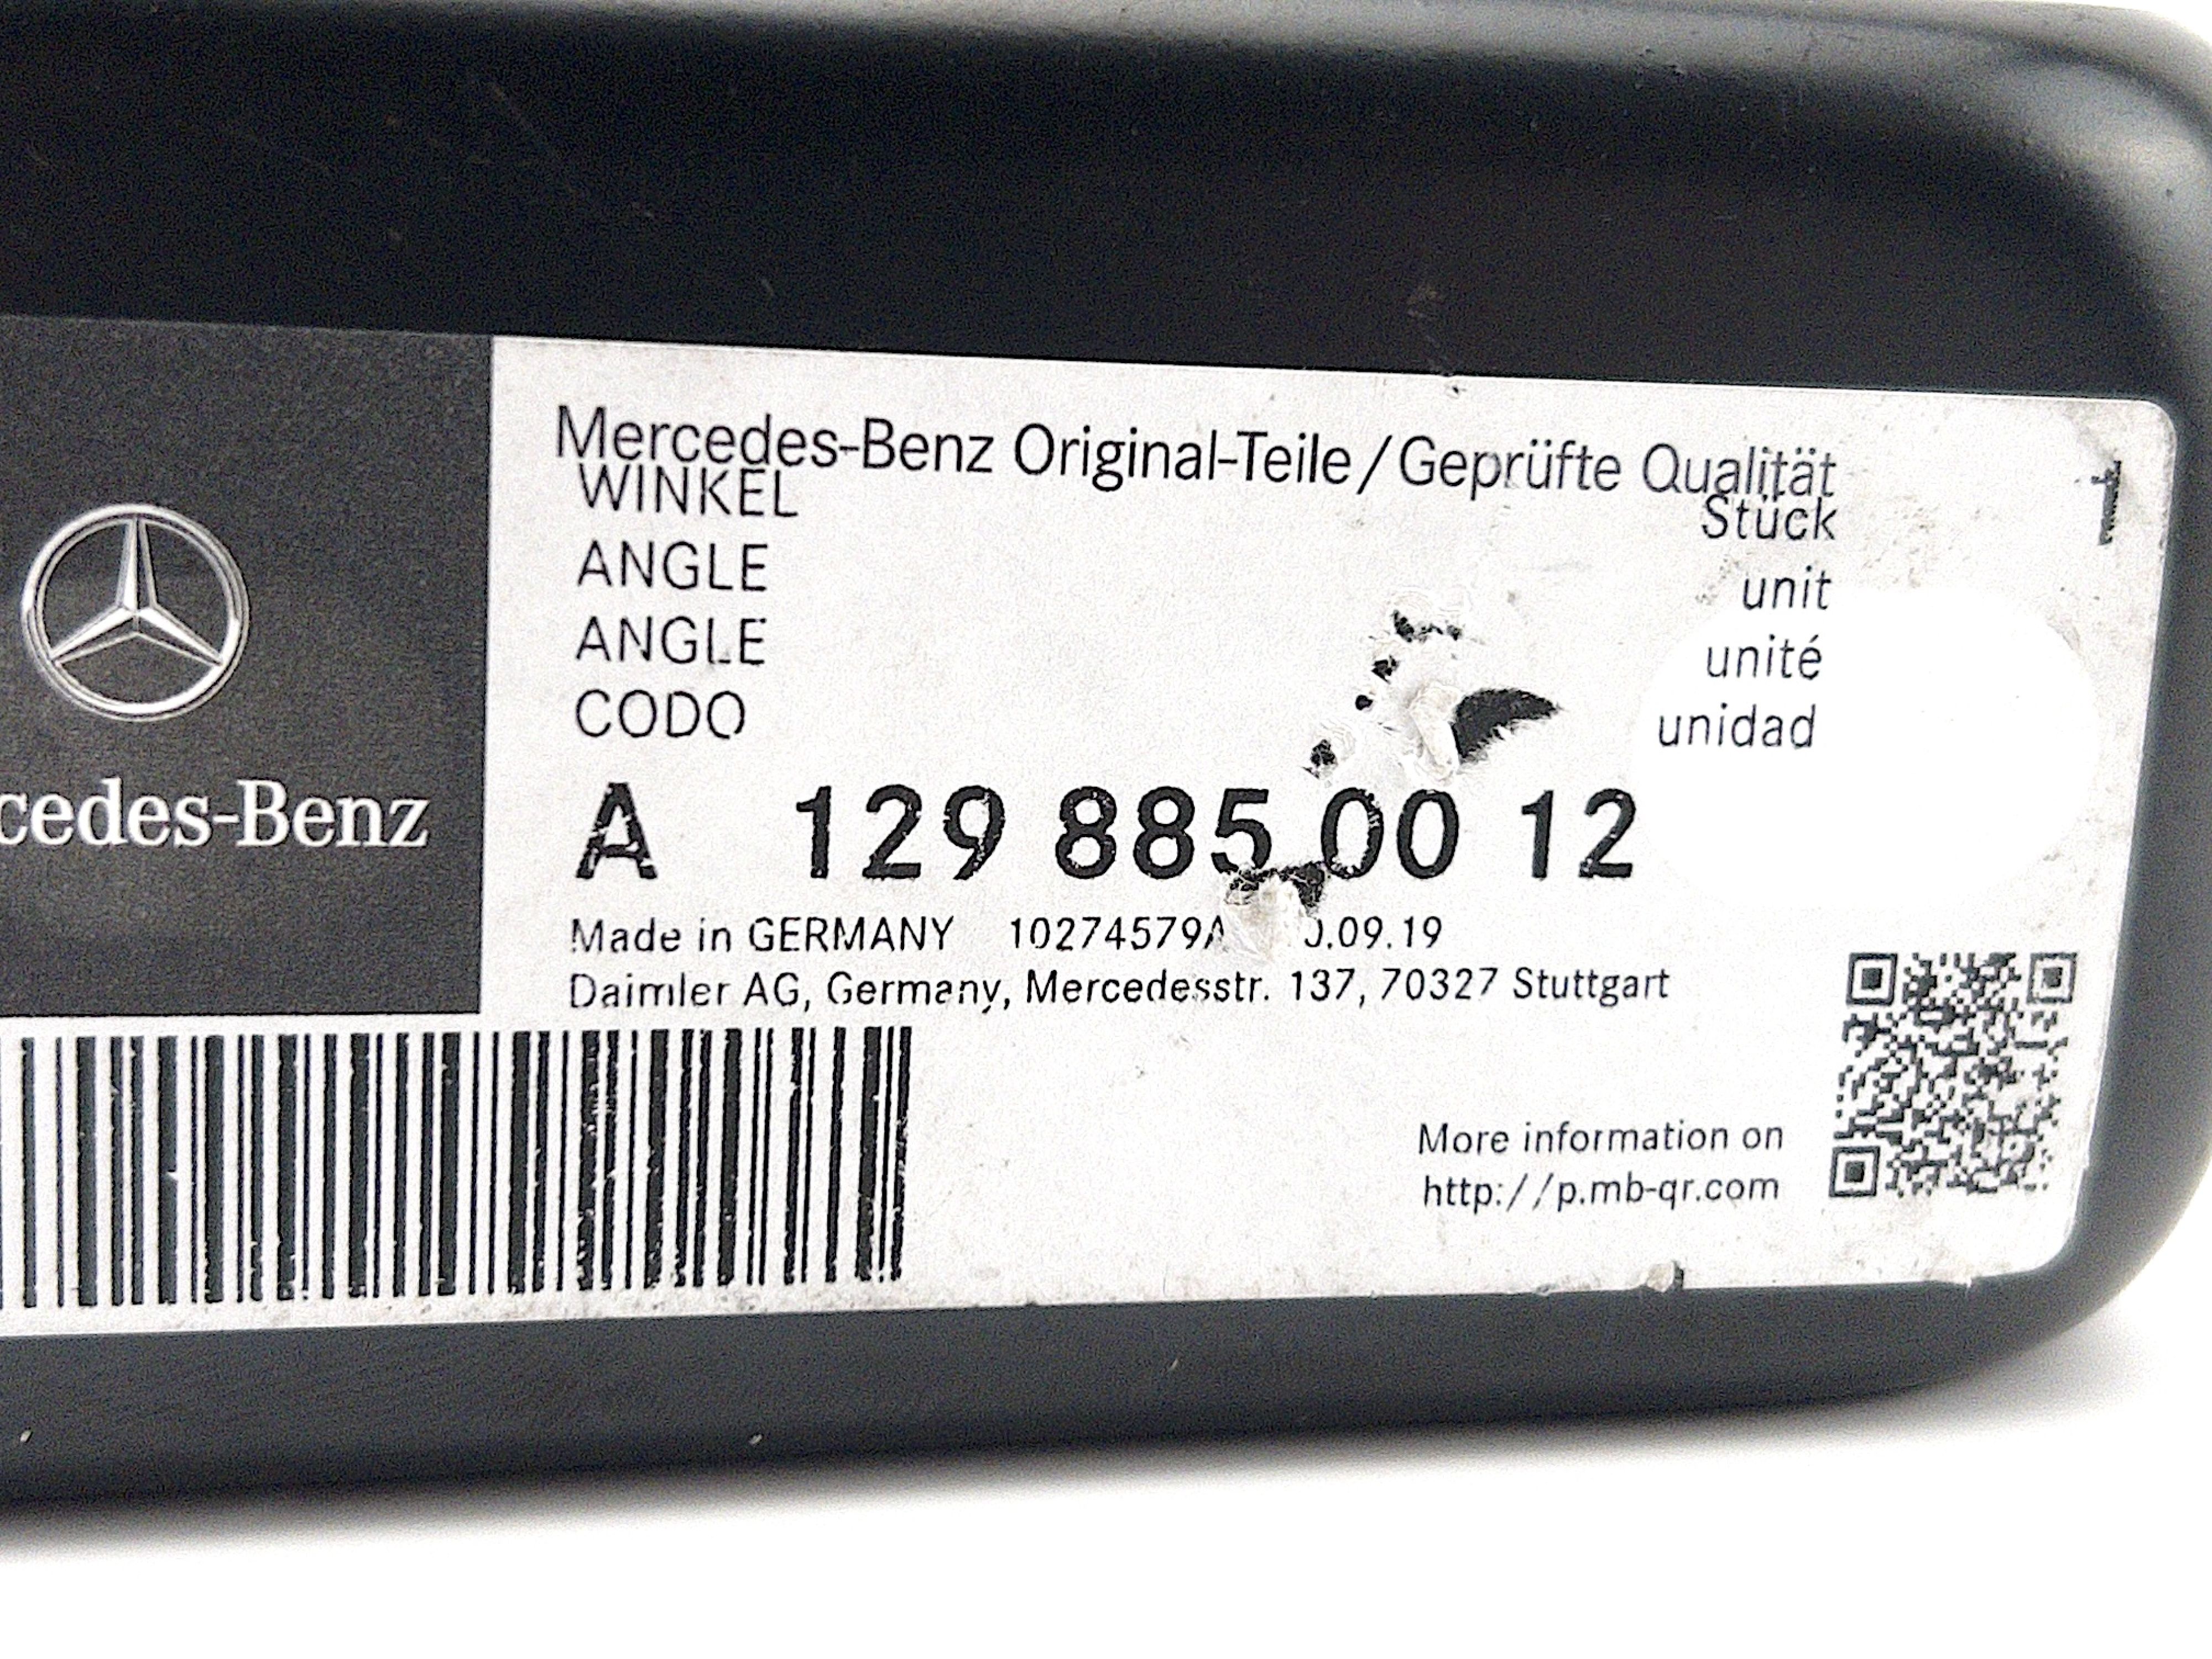 Mercedes-Benz Original-Teile/Geprüfte Qualität
WINKEL Stück 1
ANGLE unit
ANGLE unité
CODO unidad
cedes-Benz
A 129 885 00 12
Made in GERMANY 10274579A .09.19
Daimler AG, Germany, Mercedesstr. 137, 70327 Stuttgart
More information on
http://p.mb-qr.com